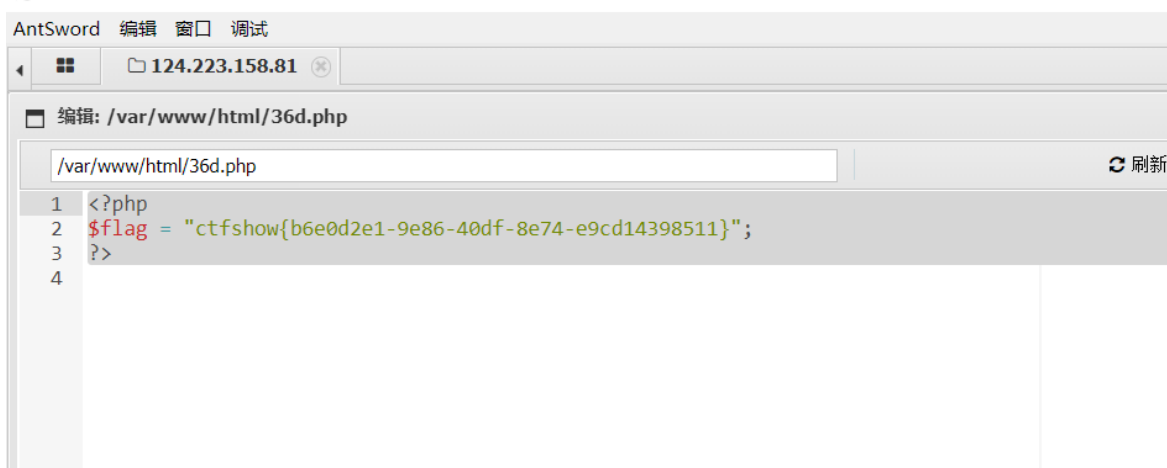 AntSword 编辑 窗口 调试
124.223.158.81
编辑: /var/www/html/36d.php
/var/www/html/36d.php 刷新
1 <?php
2 $flag = "ctfshow{b6e0d2e1-9e86-40df-8e74-e9cd14398511}";
3 ?>
4